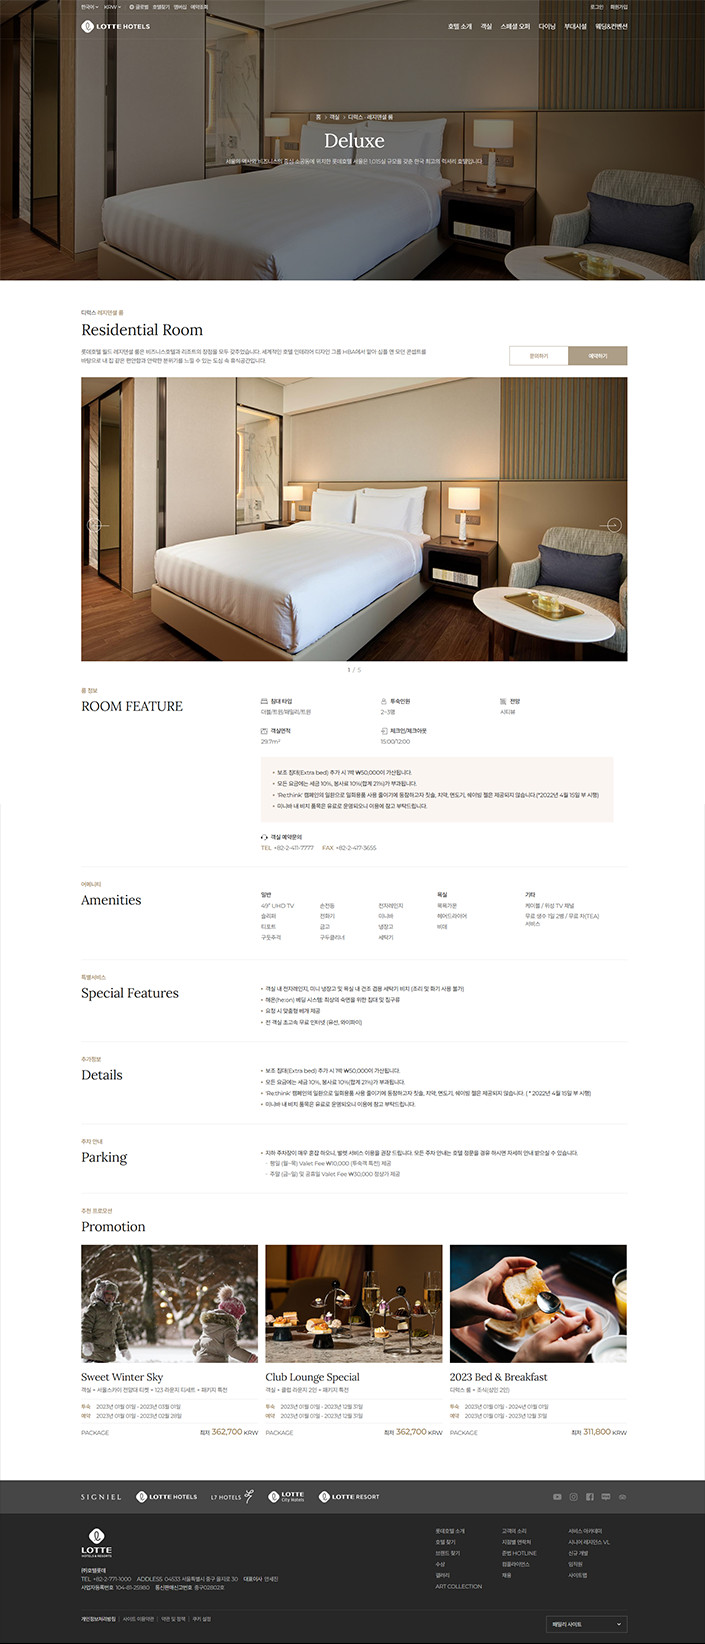 한국어 KRW 글로벌 호텔찾기 멤버십 예약조회
로그인 회원가입
LOTTE HOTELS
호텔 소개 객실 스페셜 오퍼 다이닝 부대시설 웨딩&컨벤션
홈 > 객실 > 디럭스 · 레지덴셜 룸
Deluxe
서울의 역사와 비즈니스의 중심 소공동에 위치한 롯데호텔 서울은 1,015실 규모를 갖춘 한국 최고의 럭셔리 호텔입니다
디럭스 레지덴셜 룸
Residential Room
롯데호텔 월드 레지덴셜 룸은 비즈니스호텔과 리조트의 장점을 모두 갖추었습니다. 세계적인 호텔 인테리어 디자인 그룹 HBA에서 맡아 심플 앤 모던 콘셉트를
바탕으로 내 집 같은 편안함과 안락한 분위기를 느낄 수 있는 도심 속 휴식공간입니다.
문의하기
예약하기
1 / 5
룸 정보
ROOM FEATURE
침대 타입
더블/트윈/패밀리/트윈
투숙인원
2~3명
전망
시티뷰
객실면적
29.7m²
체크인/체크아웃
15:00/12:00
• 보조 침대(Extra bed) 추가 시 1박 ₩50,000이 가산됩니다.
• 모든 요금에는 세금 10%, 봉사료 10%(합계 21%)가 부과됩니다.
• 'Re:think' 캠페인의 일환으로 일회용품 사용 줄이기에 동참하고자 칫솔, 치약, 면도기, 쉐이빙 젤은 제공되지 않습니다.(*2022년 4월 15일 부 시행)
• 미니바 내 비치 품목은 유료로 운영되오니 이용에 참고 부탁드립니다.
객실 예약문의
TEL +82-2-411-7777 FAX +82-2-417-3655
어메니티
Amenities
일반
49" UHD TV
슬리퍼
티포트
구둣주걱
손전등
전화기
금고
구두클리너
전자레인지
미니바
냉장고
세탁기
욕실
목욕가운
헤어드라이어
비데
기타
케이블 / 위성 TV 채널
무료 생수 1일 2병 / 무료 차(TEA)
서비스
특별서비스
Special Features
• 객실 내 전자레인지, 미니 냉장고 및 욕실 내 건조 겸용 세탁기 비치 [조리 및 화기 사용 불가]
• 해온(he:on) 베딩 시스템: 최상의 숙면을 위한 침대 및 침구류
• 요청 시 맞춤형 베개 제공
• 전 객실 초고속 무료 인터넷 (유선, 와이파이)
추가정보
Details
• 보조 침대(Extra bed) 추가 시 1박 ₩50,000이 가산됩니다.
• 모든 요금에는 세금 10%, 봉사료 10%(합계 21%)가 부과됩니다.
• 'Re:think' 캠페인의 일환으로 일회용품 사용 줄이기에 동참하고자 칫솔, 치약, 면도기, 쉐이빙 젤은 제공되지 않습니다. ( * 2022년 4월 15일 부 시행)
• 미니바 내 비치 품목은 유료로 운영되오니 이용에 참고 부탁드립니다.
주차 안내
Parking
• 지하 주차장이 매우 혼잡 하오니, 발렛 서비스 이용을 권장 드립니다. 모든 주차 안내는 호텔 정문을 경유 하시면 자세히 안내 받으실 수 있습니다.
- 평일 (월~목) Valet Fee ₩10,000 (투숙객 특전) 제공
- 주말 (금~일) 및 공휴일 Valet Fee ₩30,000 정상가 제공
추천 프로모션
Promotion
Sweet Winter Sky
객실 + 서울스카이 전망대 티켓 + 123 라운지 티세트 + 패키지 특전
투숙 2023년 01월 01일 - 2023년 03월 01일
예약 2023년 01월 01일 - 2023년 02월 28일
PACKAGE 최저 362,700 KRW
Club Lounge Special
객실 + 클럽 라운지 2인 + 패키지 특전
투숙 2023년 01월 01일 - 2023년 12월 31일
예약 2023년 01월 01일 - 2023년 12월 31일
PACKAGE 최저 362,700 KRW
2023 Bed & Breakfast
디럭스 룸 + 조식(성인 2인)
투숙 2023년 01월 01일 - 2024년 01월 01일
예약 2023년 01월 01일 - 2023년 12월 31일
PACKAGE 최저 311,800 KRW
SIGNIEL LOTTE HOTELS L7 HOTELS LOTTE City Hotels LOTTE RESORT
LOTTE
HOTELS & RESORTS
(주)호텔롯데
TEL +82-2-771-1000 ADDLESS 04533 서울특별시 중구 을지로 30 대표이사 안세진
사업자등록번호 104-81-25980 통신판매신고번호 중구02802호
롯데호텔 소개
호텔 찾기
브랜드 찾기
수상
갤러리
ART COLLECTION
고객의 소리
지점별 연락처
준법 HOTLINE
컴플라이언스
채용
서비스 아카데미
시니어 레지던스 VL
신규 개발
임직원
사이트맵
개인정보처리방침 | 사이트 이용약관 | 약관 및 정책 | 쿠키 설정
패밀리 사이트